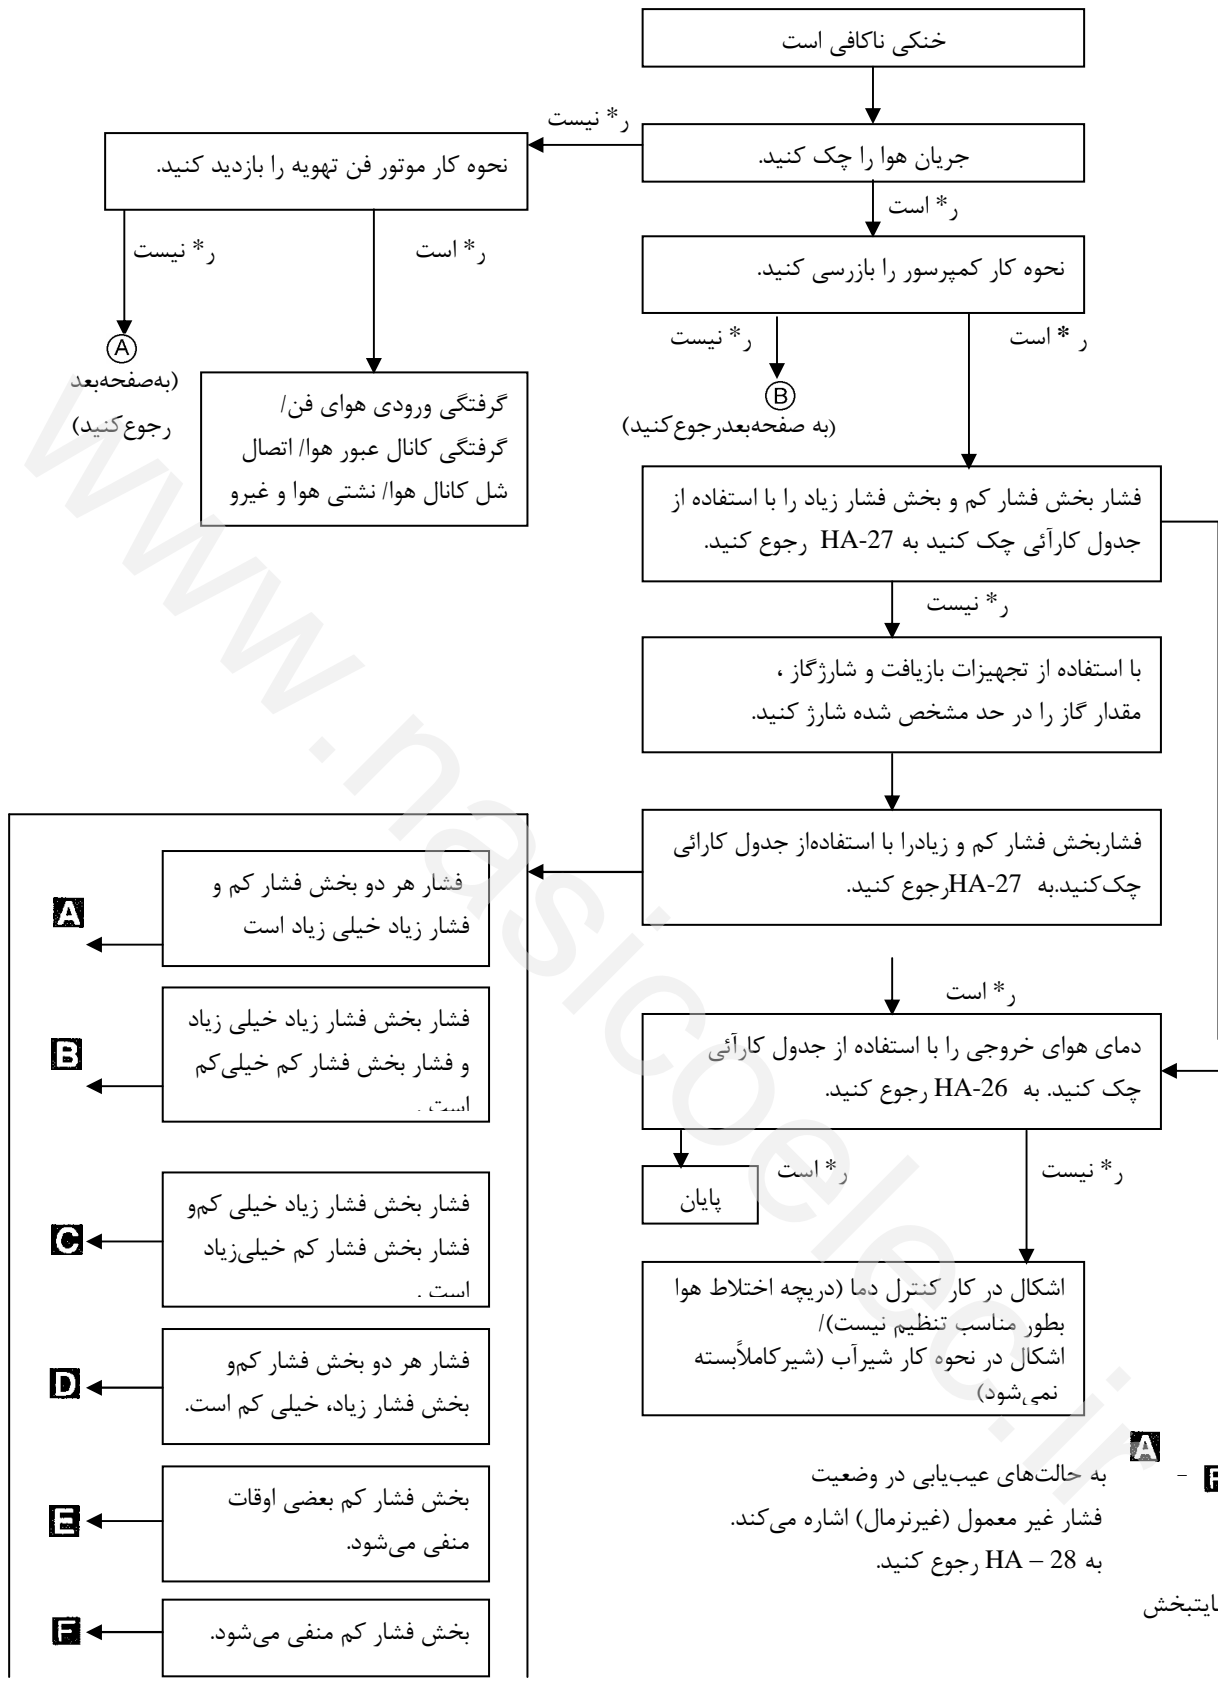 خنکی ناکافی است
جریان هوا را چک کنید.
ر* نیست
نحوه کار موتور فن تهویه را بازدید کنید.
ر* است
نحوه کار کمپرسور را بازرسی کنید.
ر* نیست
ر* است
Ⓐ
(به‌صفحه‌بعد
رجوع‌کنید)
گرفتگی ورودی هوای فن/
گرفتگی کانال عبور هوا/ اتصال
شل کانال هوا/ نشتی هوا و غیرو
ر* نیست
ر * است
Ⓑ
(به صفحه‌بعدرجوع‌کنید)
فشار بخش فشار کم و بخش فشار زیاد را با استفاده از
جدول کارآئی چک کنید به HA-27 رجوع کنید.
ر* نیست
با استفاده از تجهیزات بازیافت و شارژگاز ،
مقدار گاز را در حد مشخص شده شارژ کنید.
فشاربخش فشار کم و زیادرا با استفاده‌از جدول کارائی
چک‌کنید.به HA-27رجوع کنید.
ر* است
دمای هوای خروجی را با استفاده از جدول کارآئی
چک کنید. به HA-26 رجوع کنید.
ر* است
ر* نیست
پایان
اشکال در کار کنترل دما (دریچه اختلاط هوا
بطور مناسب تنظیم نیست)/
اشکال در نحوه کار شیرآب (شیرکاملاًبسته
نمی‌شود)
فشار هر دو بخش فشار کم و
فشار زیاد خیلی زیاد است
A
فشار بخش فشار زیاد خیلی زیاد
و فشار بخش فشار کم خیلی‌کم
است .
B
فشار بخش فشار زیاد خیلی کم‌و
فشار بخش فشار کم خیلی‌زیاد
است .
C
فشار هر دو بخش فشار کم‌و
بخش فشار زیاد، خیلی کم است.
D
بخش فشار کم بعضی اوقات
منفی می‌شود.
E
بخش فشار کم منفی می‌شود.
F
A - F
به حالت‌های عیب‌یابی در وضعیت
فشار غیر معمول (غیرنرمال) اشاره می‌کند.
به HA – 28 رجوع کنید.
www.nasicoelec.ir